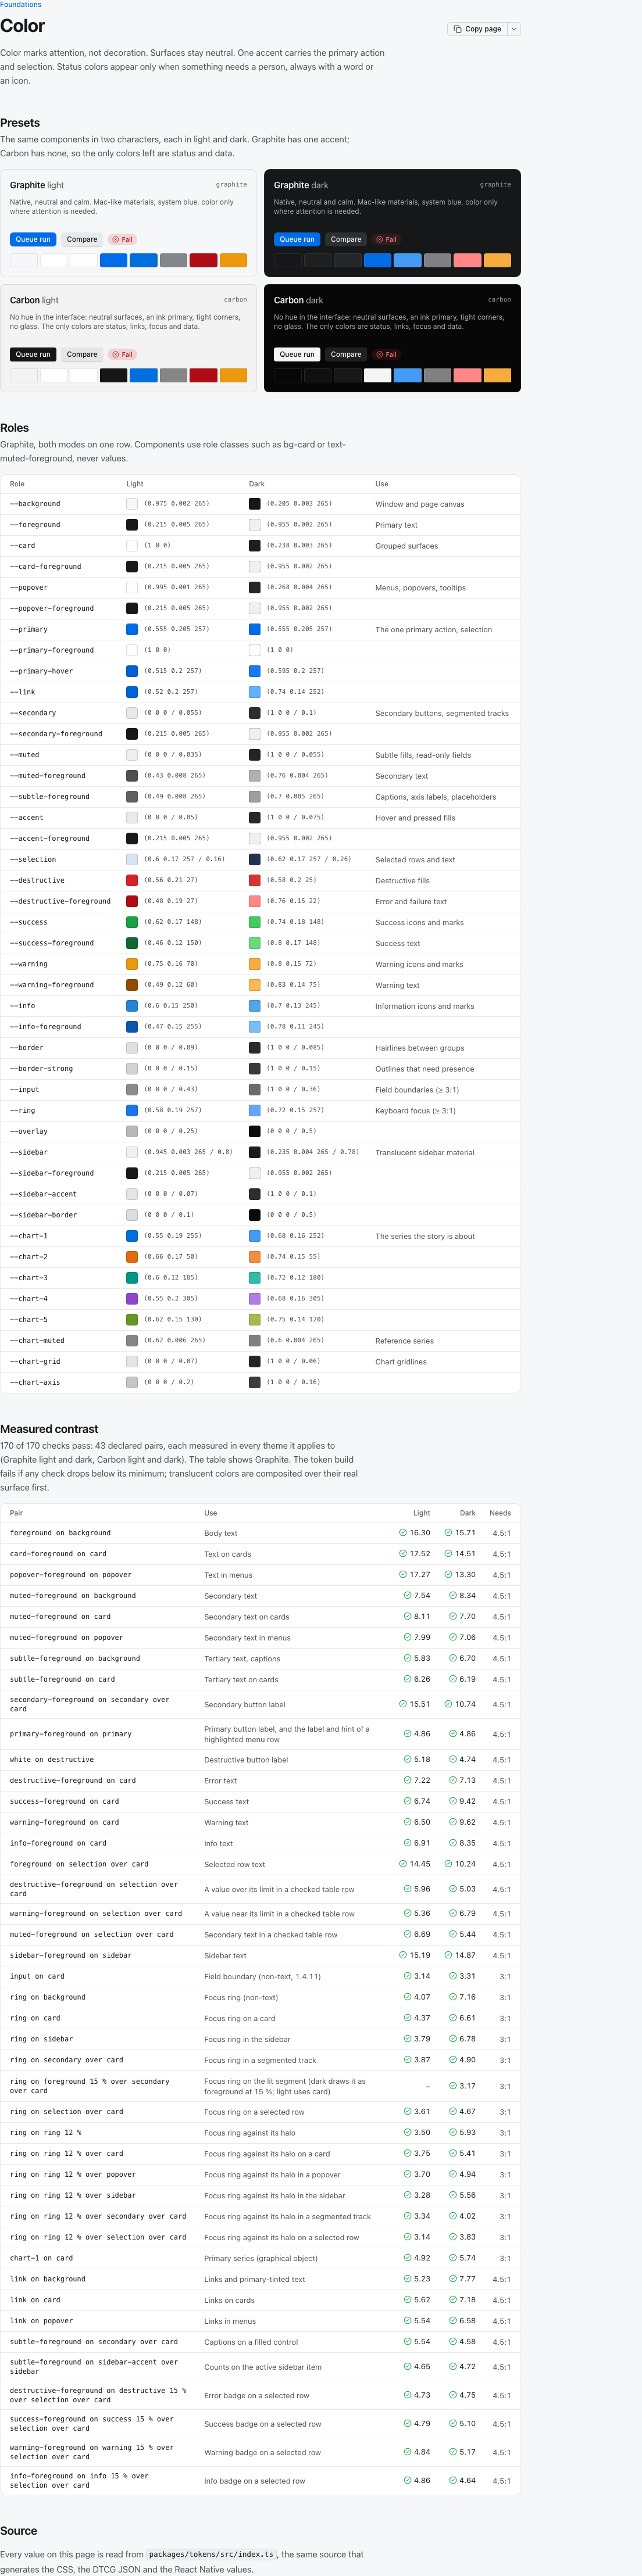 Foundations
Color
Copy page
Color marks attention, not decoration. Surfaces stay neutral. One accent carries the primary action
and selection. Status colors appear only when something needs a person, always with a word or
an icon.
Presets
The same components in two characters, each in light and dark. Graphite has one accent;
Carbon has none, so the only colors left are status and data.
Graphite light graphite
Native, neutral and calm. Mac-like materials, system blue, color only
where attention is needed.
Queue run Compare Fail
Graphite dark graphite
Native, neutral and calm. Mac-like materials, system blue, color only
where attention is needed.
Queue run Compare Fail
Carbon light carbon
No hue in the interface: neutral surfaces, an ink primary, tight corners,
no glass. The only colors are status, links, focus and data.
Queue run Compare Fail
Carbon dark carbon
No hue in the interface: neutral surfaces, an ink primary, tight corners,
no glass. The only colors are status, links, focus and data.
Queue run Compare Fail
Roles
Graphite, both modes on one row. Components use role classes such as bg-card or text-
muted-foreground, never values.
Role Light Dark Use
--background (0.975 0.002 265) (0.205 0.003 265) Window and page canvas
--foreground (0.215 0.005 265) (0.955 0.002 265) Primary text
--card (1 0 0) (0.238 0.003 265) Grouped surfaces
--card-foreground (0.215 0.005 265) (0.955 0.002 265)
--popover (0.995 0.001 265) (0.268 0.004 265) Menus, popovers, tooltips
--popover-foreground (0.215 0.005 265) (0.955 0.002 265)
--primary (0.555 0.205 257) (0.555 0.205 257) The one primary action, selection
--primary-foreground (1 0 0) (1 0 0)
--primary-hover (0.515 0.2 257) (0.595 0.2 257)
--link (0.52 0.2 257) (0.74 0.14 252)
--secondary (0 0 0 / 0.055) (1 0 0 / 0.1) Secondary buttons, segmented tracks
--secondary-foreground (0.215 0.005 265) (0.955 0.002 265)
--muted (0 0 0 / 0.035) (1 0 0 / 0.055) Subtle fills, read-only fields
--muted-foreground (0.43 0.008 265) (0.76 0.004 265) Secondary text
--subtle-foreground (0.49 0.008 265) (0.7 0.005 265) Captions, axis labels, placeholders
--accent (0 0 0 / 0.05) (1 0 0 / 0.075) Hover and pressed fills
--accent-foreground (0.215 0.005 265) (0.955 0.002 265)
--selection (0.6 0.17 257 / 0.16) (0.62 0.17 257 / 0.26) Selected rows and text
--destructive (0.56 0.21 27) (0.58 0.2 25) Destructive fills
--destructive-foreground (0.48 0.19 27) (0.76 0.15 22) Error and failure text
--success (0.62 0.17 148) (0.74 0.18 148) Success icons and marks
--success-foreground (0.46 0.12 150) (0.8 0.17 148) Success text
--warning (0.75 0.16 70) (0.8 0.15 72) Warning icons and marks
--warning-foreground (0.49 0.12 60) (0.83 0.14 75) Warning text
--info (0.6 0.15 250) (0.7 0.13 245) Information icons and marks
--info-foreground (0.47 0.15 255) (0.78 0.11 245)
--border (0 0 0 / 0.09) (1 0 0 / 0.085) Hairlines between groups
--border-strong (0 0 0 / 0.15) (1 0 0 / 0.15) Outlines that need presence
--input (0 0 0 / 0.43) (1 0 0 / 0.36) Field boundaries (≥ 3:1)
--ring (0.58 0.19 257) (0.72 0.15 257) Keyboard focus (≥ 3:1)
--overlay (0 0 0 / 0.25) (0 0 0 / 0.5)
--sidebar (0.945 0.003 265 / 0.8) (0.235 0.004 265 / 0.78) Translucent sidebar material
--sidebar-foreground (0.215 0.005 265) (0.955 0.002 265)
--sidebar-accent (0 0 0 / 0.07) (1 0 0 / 0.1)
--sidebar-border (0 0 0 / 0.1) (0 0 0 / 0.5)
--chart-1 (0.55 0.19 255) (0.68 0.16 252) The series the story is about
--chart-2 (0.66 0.17 50) (0.74 0.15 55)
--chart-3 (0.6 0.12 185) (0.72 0.12 180)
--chart-4 (0.55 0.2 305) (0.68 0.16 305)
--chart-5 (0.62 0.15 130) (0.75 0.14 120)
--chart-muted (0.62 0.006 265) (0.6 0.004 265) Reference series
--chart-grid (0 0 0 / 0.07) (1 0 0 / 0.06) Chart gridlines
--chart-axis (0 0 0 / 0.2) (1 0 0 / 0.16)
Measured contrast
170 of 170 checks pass: 43 declared pairs, each measured in every theme it applies to
(Graphite light and dark, Carbon light and dark). The table shows Graphite. The token build
fails if any check drops below its minimum; translucent colors are composited over their real
surface first.
Pair Use Light Dark Needs
foreground on background Body text 16.30 15.71 4.5:1
card-foreground on card Text on cards 17.52 14.51 4.5:1
popover-foreground on popover Text in menus 17.27 13.30 4.5:1
muted-foreground on background Secondary text 7.54 8.34 4.5:1
muted-foreground on card Secondary text on cards 8.11 7.70 4.5:1
muted-foreground on popover Secondary text in menus 7.99 7.06 4.5:1
subtle-foreground on background Tertiary text, captions 5.83 6.70 4.5:1
subtle-foreground on card Tertiary text on cards 6.26 6.19 4.5:1
secondary-foreground on secondary over
card Secondary button label 15.51 10.74 4.5:1
primary-foreground on primary Primary button label, and the label and hint of a
highlighted menu row 4.86 4.86 4.5:1
white on destructive Destructive button label 5.18 4.74 4.5:1
destructive-foreground on card Error text 7.22 7.13 4.5:1
success-foreground on card Success text 6.74 9.42 4.5:1
warning-foreground on card Warning text 6.50 9.62 4.5:1
info-foreground on card Info text 6.91 8.35 4.5:1
foreground on selection over card Selected row text 14.45 10.24 4.5:1
destructive-foreground on selection over
card A value over its limit in a checked table row 5.96 5.03 4.5:1
warning-foreground on selection over card A value near its limit in a checked table row 5.36 6.79 4.5:1
muted-foreground on selection over card Secondary text in a checked table row 6.69 5.44 4.5:1
sidebar-foreground on sidebar Sidebar text 15.19 14.87 4.5:1
input on card Field boundary (non-text, 1.4.11) 3.14 3.31 3:1
ring on background Focus ring (non-text) 4.07 7.16 3:1
ring on card Focus ring on a card 4.37 6.61 3:1
ring on sidebar Focus ring in the sidebar 3.79 6.78 3:1
ring on secondary over card Focus ring in a segmented track 3.87 4.90 3:1
ring on foreground 15 % over secondary
over card Focus ring on the lit segment (dark draws it as
foreground at 15 %; light uses card) – 3.17 3:1
ring on selection over card Focus ring on a selected row 3.61 4.67 3:1
ring on ring 12 % Focus ring against its halo 3.50 5.93 3:1
ring on ring 12 % over card Focus ring against its halo on a card 3.75 5.41 3:1
ring on ring 12 % over popover Focus ring against its halo in a popover 3.70 4.94 3:1
ring on ring 12 % over sidebar Focus ring against its halo in the sidebar 3.28 5.56 3:1
ring on ring 12 % over secondary over card Focus ring against its halo in a segmented track 3.34 4.02 3:1
ring on ring 12 % over selection over card Focus ring against its halo on a selected row 3.14 3.83 3:1
chart-1 on card Primary series (graphical object) 4.92 5.74 3:1
link on background Links and primary-tinted text 5.23 7.77 4.5:1
link on card Links on cards 5.62 7.18 4.5:1
link on popover Links in menus 5.54 6.58 4.5:1
subtle-foreground on secondary over card Captions on a filled control 5.54 4.58 4.5:1
subtle-foreground on sidebar-accent over
sidebar Counts on the active sidebar item 4.65 4.72 4.5:1
destructive-foreground on destructive 15 %
over selection over card Error badge on a selected row 4.73 4.75 4.5:1
success-foreground on success 15 % over
selection over card Success badge on a selected row 4.79 5.10 4.5:1
warning-foreground on warning 15 % over
selection over card Warning badge on a selected row 4.84 5.17 4.5:1
info-foreground on info 15 % over
selection over card Info badge on a selected row 4.86 4.64 4.5:1
Source
Every value on this page is read from packages/tokens/src/index.ts, the same source that
generates the CSS, the DTCG JSON and the React Native values.